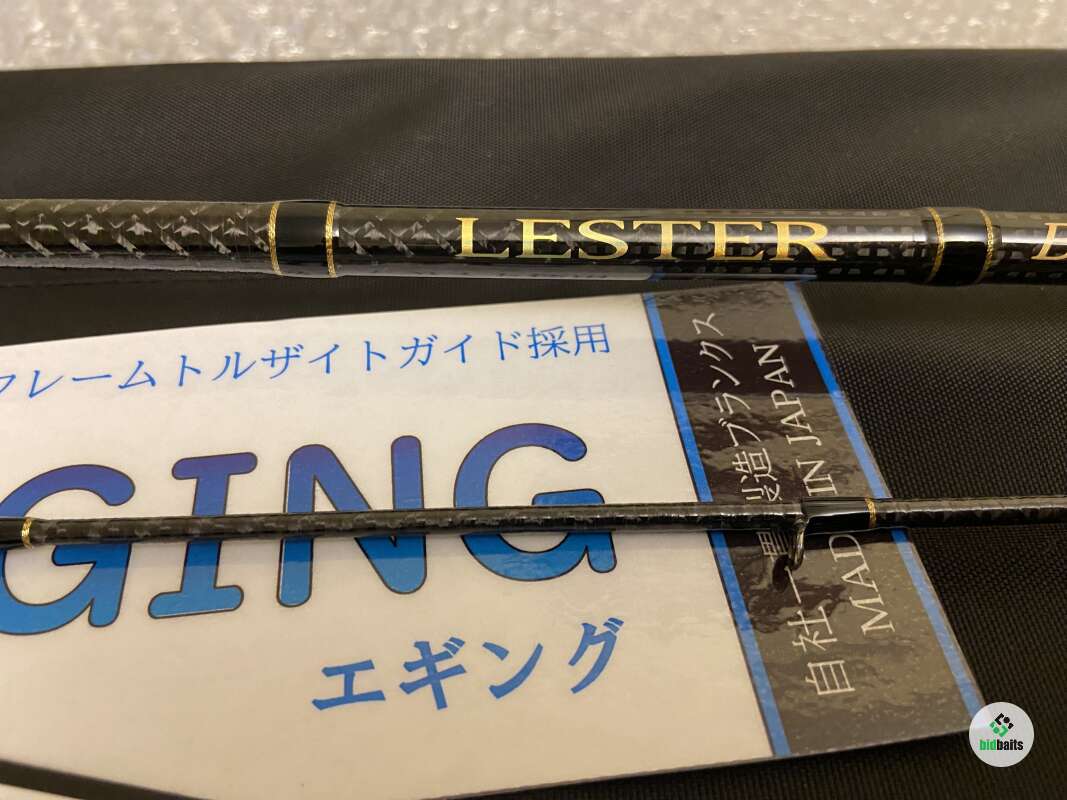 LESTER
フレームトルザイトガイド採用
GING
エギング
自社一貫製造ブランクス
MADE IN JAPAN
bidbaits